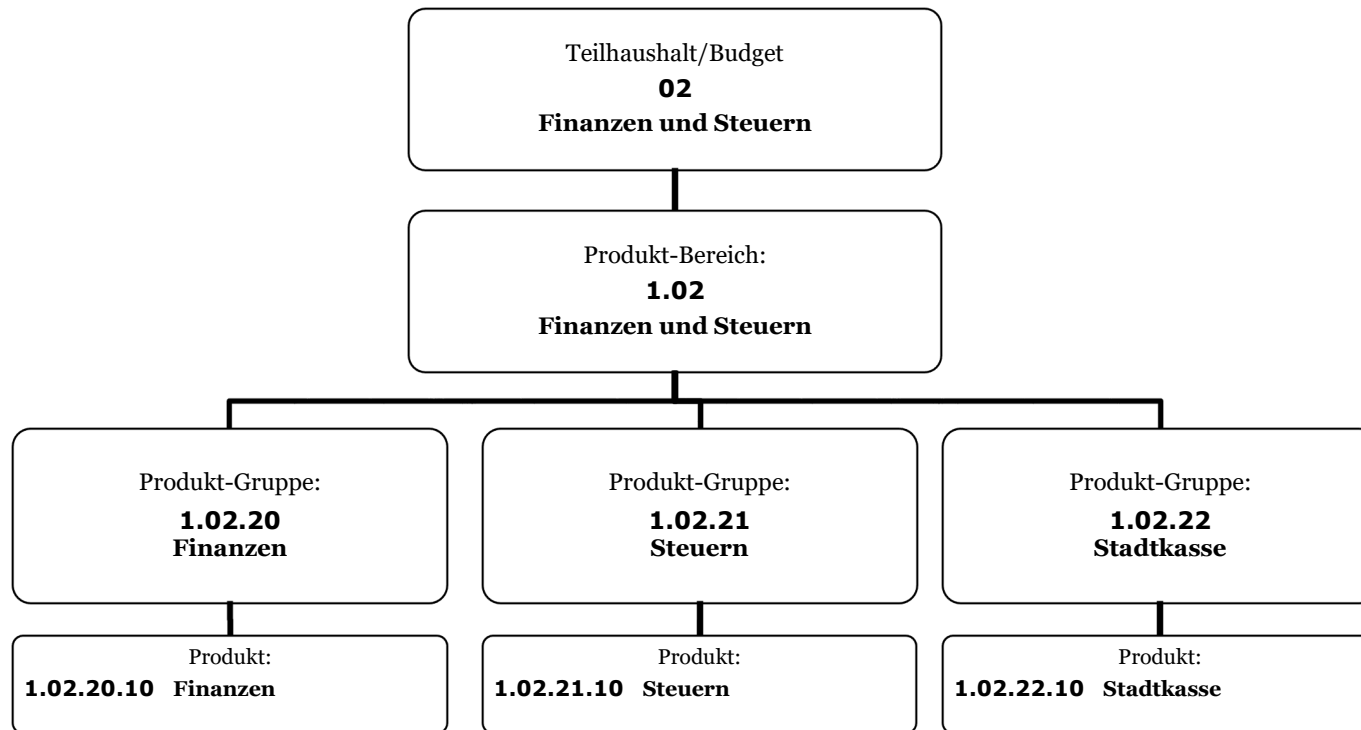 Teilhaushalt/Budget
02
Finanzen und Steuern
Produkt-Bereich:
1.02
Finanzen und Steuern
Produkt-Gruppe:
1.02.20
Finanzen
Produkt-Gruppe:
1.02.21
Steuern
Produkt-Gruppe:
1.02.22
Stadtkasse
Produkt:
1.02.20.10 Finanzen
Produkt:
1.02.21.10 Steuern
Produkt:
1.02.22.10 Stadtkasse